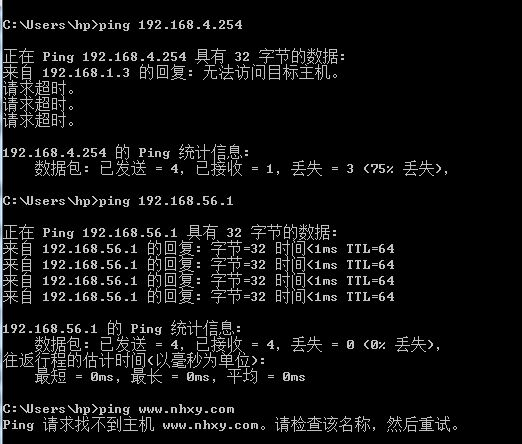 C:\Users\hp>ping 192.168.4.254
正在 Ping 192.168.4.254 具有 32 字节的数据:
来自 192.168.1.3 的回复: 无法访问目标主机。
请求超时。
请求超时。
请求超时。
192.168.4.254 的 Ping 统计信息:
数据包: 已发送 = 4, 已接收 = 1, 丢失 = 3 (75% 丢失),
C:\Users\hp>ping 192.168.56.1
正在 Ping 192.168.56.1 具有 32 字节的数据:
来自 192.168.56.1 的回复: 字节=32 时间<1ms TTL=64
来自 192.168.56.1 的回复: 字节=32 时间<1ms TTL=64
来自 192.168.56.1 的回复: 字节=32 时间<1ms TTL=64
来自 192.168.56.1 的回复: 字节=32 时间<1ms TTL=64
192.168.56.1 的 Ping 统计信息:
数据包: 已发送 = 4, 已接收 = 4, 丢失 = 0 (0% 丢失),
往返行程的估计时间(以毫秒为单位):
最短 = 0ms, 最长 = 0ms, 平均 = 0ms
C:\Users\hp>ping www.nhxy.com
Ping 请求找不到主机 www.nhxy.com。请检查该名称, 然后重试。